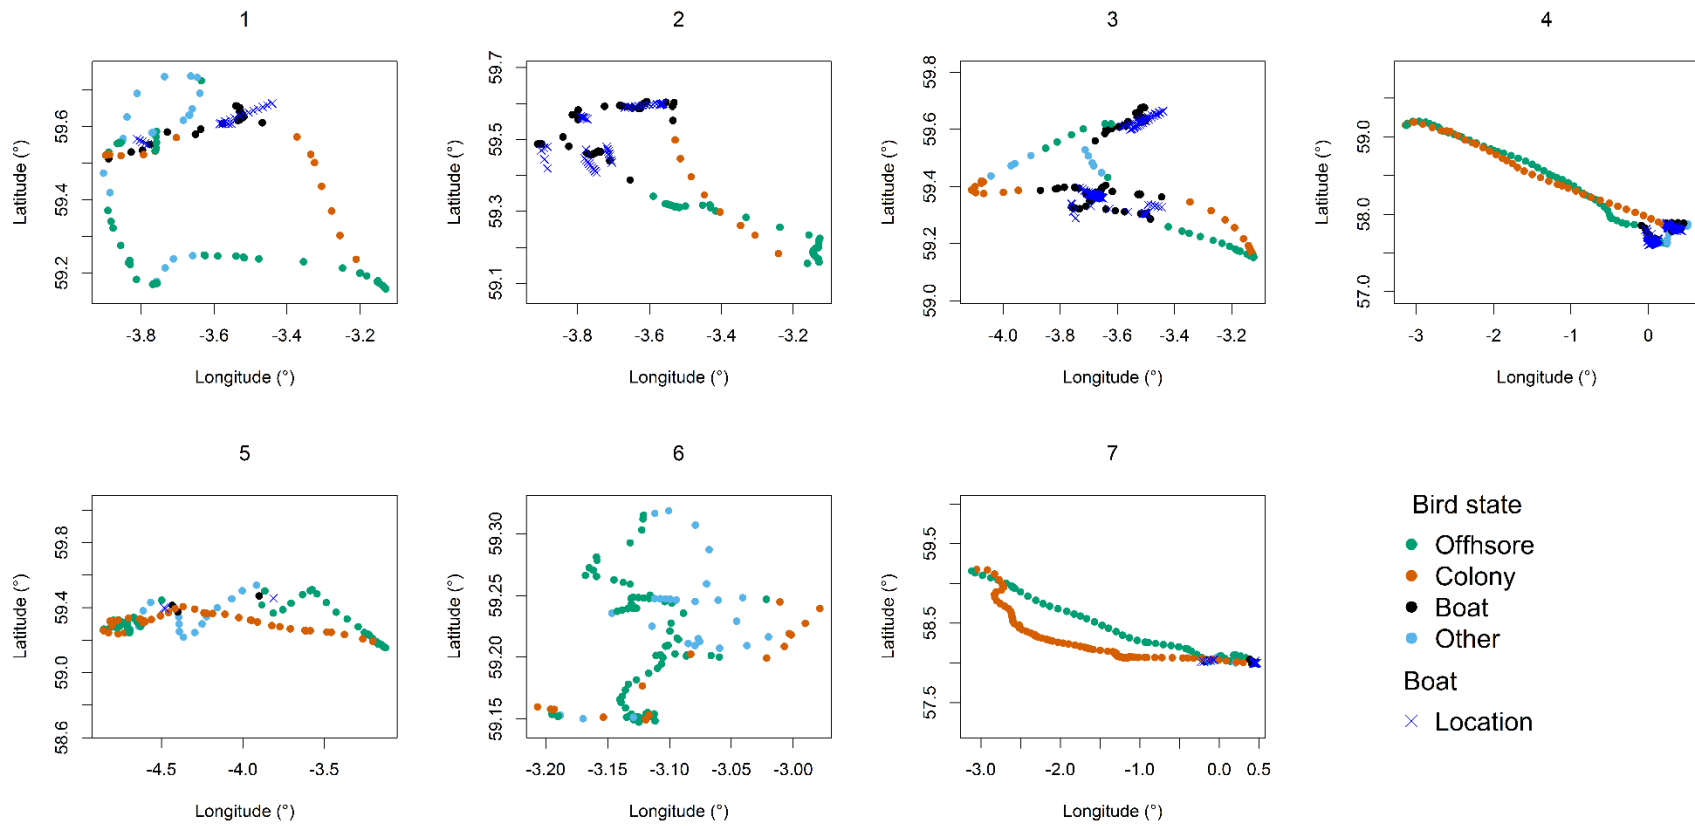 1
Latitude (°)
59.2 59.4 59.6
-3.8 -3.6 -3.4 -3.2
Longitude (°)
2
Latitude (°)
59.1 59.3 59.5 59.7
-3.8 -3.6 -3.4 -3.2
Longitude (°)
3
Latitude (°)
59.0 59.2 59.4 59.6 59.8
-4.0 -3.8 -3.6 -3.4 -3.2
Longitude (°)
4
Latitude (°)
57.0 58.0 59.0
-3 -2 -1 0
Longitude (°)
5
Latitude (°)
58.6 59.0 59.4 59.8
-4.5 -4.0 -3.5
Longitude (°)
6
Latitude (°)
59.15 59.20 59.25 59.30
-3.20 -3.15 -3.10 -3.05 -3.00
Longitude (°)
7
Latitude (°)
57.5 58.5 59.5
-3.0 -2.0 -1.0 0.0 0.5
Longitude (°)
Bird state
Offhsore
Colony
Boat
Other
Boat
Location